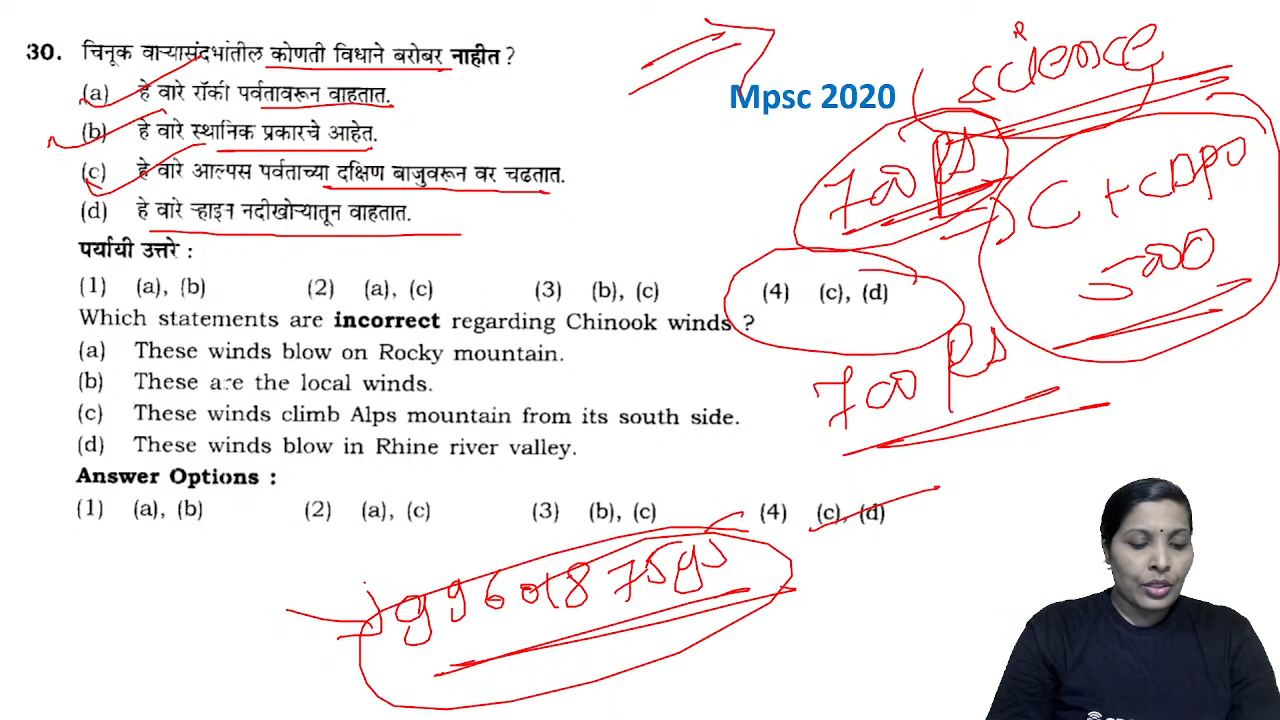 30. चिनूक वाऱ्यासंदर्भातील कोणती विधाने बरोबर नाहीत ?
(a) हे वारे रॉकी पर्वतावरून वाहतात.
(b) हे वारे स्थानिक प्रकारचे आहेत.
(c) हे वारे आल्पस पर्वताच्या दक्षिण बाजुवरून वर चढतात.
(d) हे वारे ऱ्हाइन नदीखोऱ्यातून वाहतात.
पर्यायी उत्तरे :
(1) (a), (b) (2) (a), (c) (3) (b), (c) (4) (c), (d)
Which statements are incorrect regarding Chinook winds ?
(a) These winds blow on Rocky mountain.
(b) These are the local winds.
(c) These winds climb Alps mountain from its south side.
(d) These winds blow in Rhine river valley.
Answer Options :
(1) (a), (b) (2) (a), (c) (3) (b), (c) (4) (c), (d)
Mpsc 2020
science
700 Ps
C + CDPO
500
700 Ps